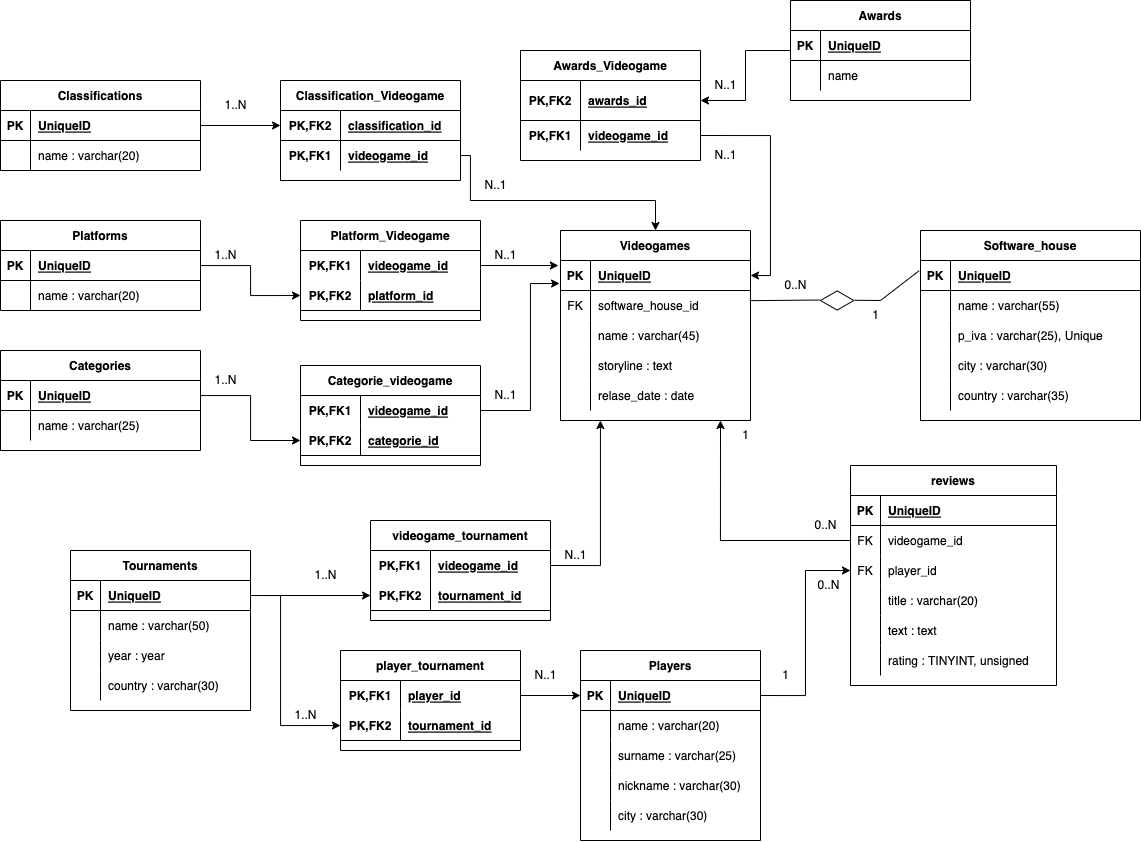 Awards
PK UniqueID
name
Awards_Videogame
PK,FK2 awards_id
PK,FK1 videogame_id
N..1
N..1
Classifications
PK UniqueID
name : varchar(20)
1..N
Classification_Videogame
PK,FK2 classification_id
PK,FK1 videogame_id
N..1
Platforms
PK UniqueID
name : varchar(20)
1..N
Platform_Videogame
PK,FK1 videogame_id
PK,FK2 platform_id
N..1
Videogames
PK UniqueID
FK software_house_id
name : varchar(45)
storyline : text
relase_date : date
0..N
1
Software_house
PK UniqueID
name : varchar(55)
p_iva : varchar(25), Unique
city : varchar(30)
country : varchar(35)
Categories
PK UniqueID
name : varchar(25)
1..N
Categorie_videogame
PK,FK1 videogame_id
PK,FK2 categorie_id
N..1
1
reviews
PK UniqueID
FK videogame_id
FK player_id
title : varchar(20)
text : text
rating : TINYINT, unsigned
0..N
0..N
videogame_tournament
PK,FK1 videogame_id
PK,FK2 tournament_id
N..1
Tournaments
PK UniqueID
name : varchar(50)
year : year
country : varchar(30)
1..N
1..N
player_tournament
PK,FK1 player_id
PK,FK2 tournament_id
N..1
Players
PK UniqueID
name : varchar(20)
surname : varchar(25)
nickname : varchar(30)
city : varchar(30)
1